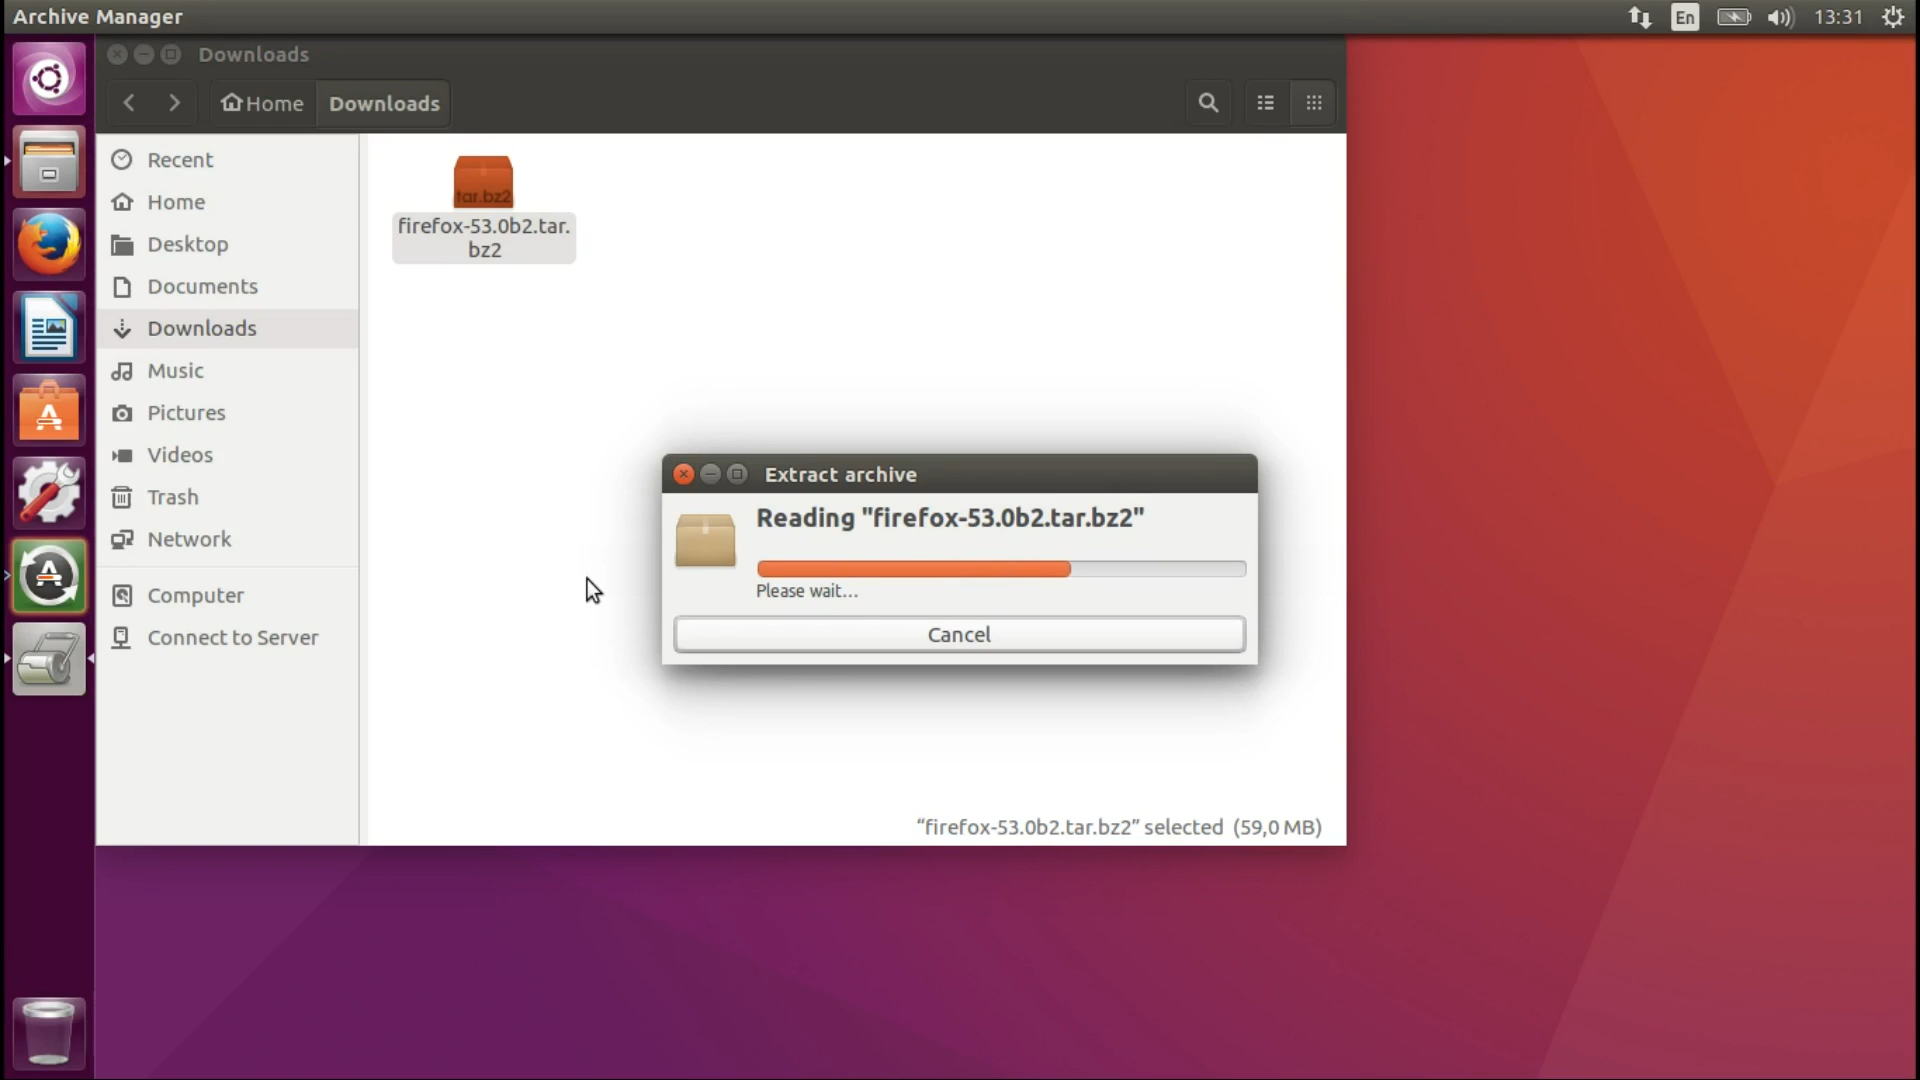 Archive Manager
En
13:31
Downloads
Home
Downloads
Recent
Home
Desktop
Documents
Downloads
Music
Pictures
Videos
Trash
Network
Computer
Connect to Server
tar.bz2
firefox-53.0b2.tar.
bz2
Extract archive
Reading "firefox-53.0b2.tar.bz2"
Please wait…
Cancel
“firefox-53.0b2.tar.bz2” selected (59,0 MB)